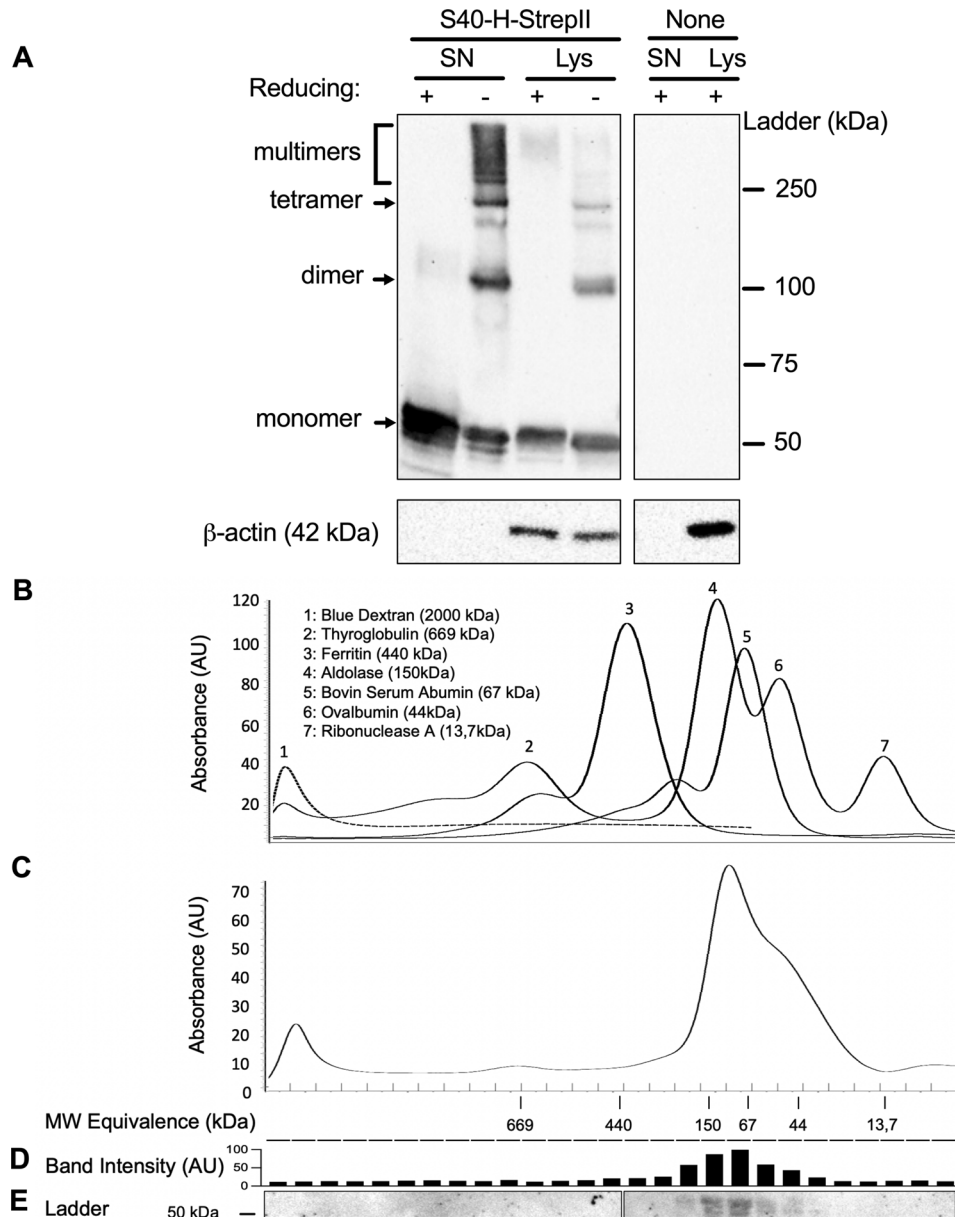 S40-H-StrepII None
A
SN Lys SN Lys
Reducing: + - + - + +
Ladder (kDa)
multimers
250
tetramer
dimer
100
75
monomer
50
β-actin (42 kDa)
B
120
100
80
60
40
20
Absorbance (AU)
1: Blue Dextran (2000 kDa)
2: Thyroglobulin (669 kDa)
3: Ferritin (440 kDa)
4: Aldolase (150kDa)
5: Bovin Serum Abumin (67 kDa)
6: Ovalbumin (44kDa)
7: Ribonuclease A (13,7kDa)
1
2
3
4
5
6
7
C
70
60
50
40
30
20
10
0
Absorbance (AU)
MW Equivalence (kDa) 669 440 150 67 44 13,7
D
Band Intensity (AU) 100
50
0
E Ladder 50 kDa